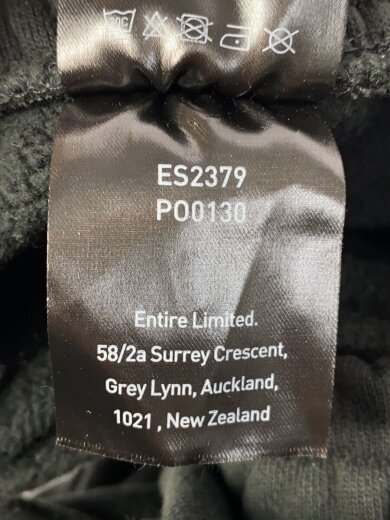 ES2379
PO0130
Entire Limited.
58/2a Surrey Crescent,
Grey Lynn, Auckland,
1021 , New Zealand